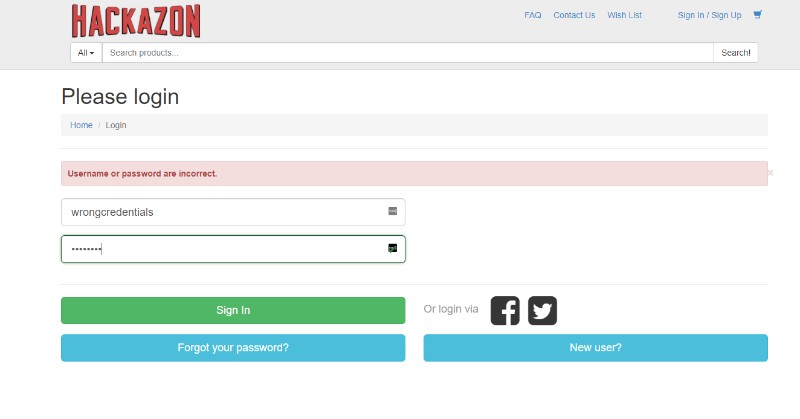 HACKAZON
FAQ Contact Us Wish List Sign In / Sign Up
All Search products... Search!
Please login
Home / Login
Username or password are incorrect.
×
wrongcredentials
••••••••
Sign In
Or login via
Forgot your password?
New user?